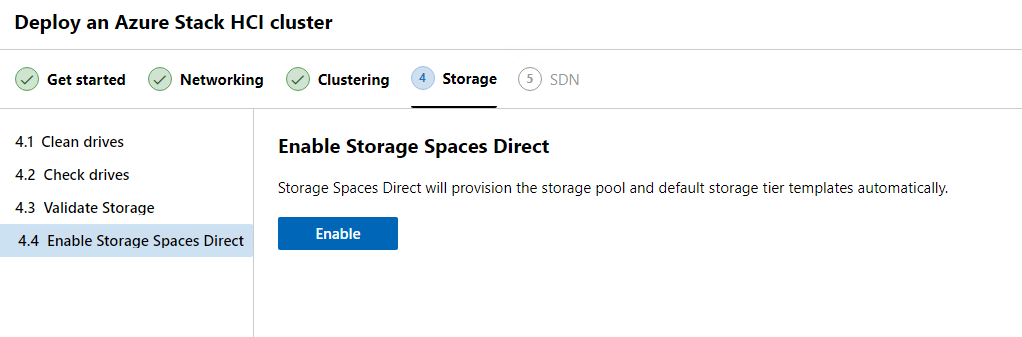 Deploy an Azure Stack HCI cluster
Get started Networking Clustering 4 Storage 5 SDN
4.1 Clean drives
4.2 Check drives
4.3 Validate Storage
4.4 Enable Storage Spaces Direct
Enable Storage Spaces Direct
Storage Spaces Direct will provision the storage pool and default storage tier templates automatically.
Enable